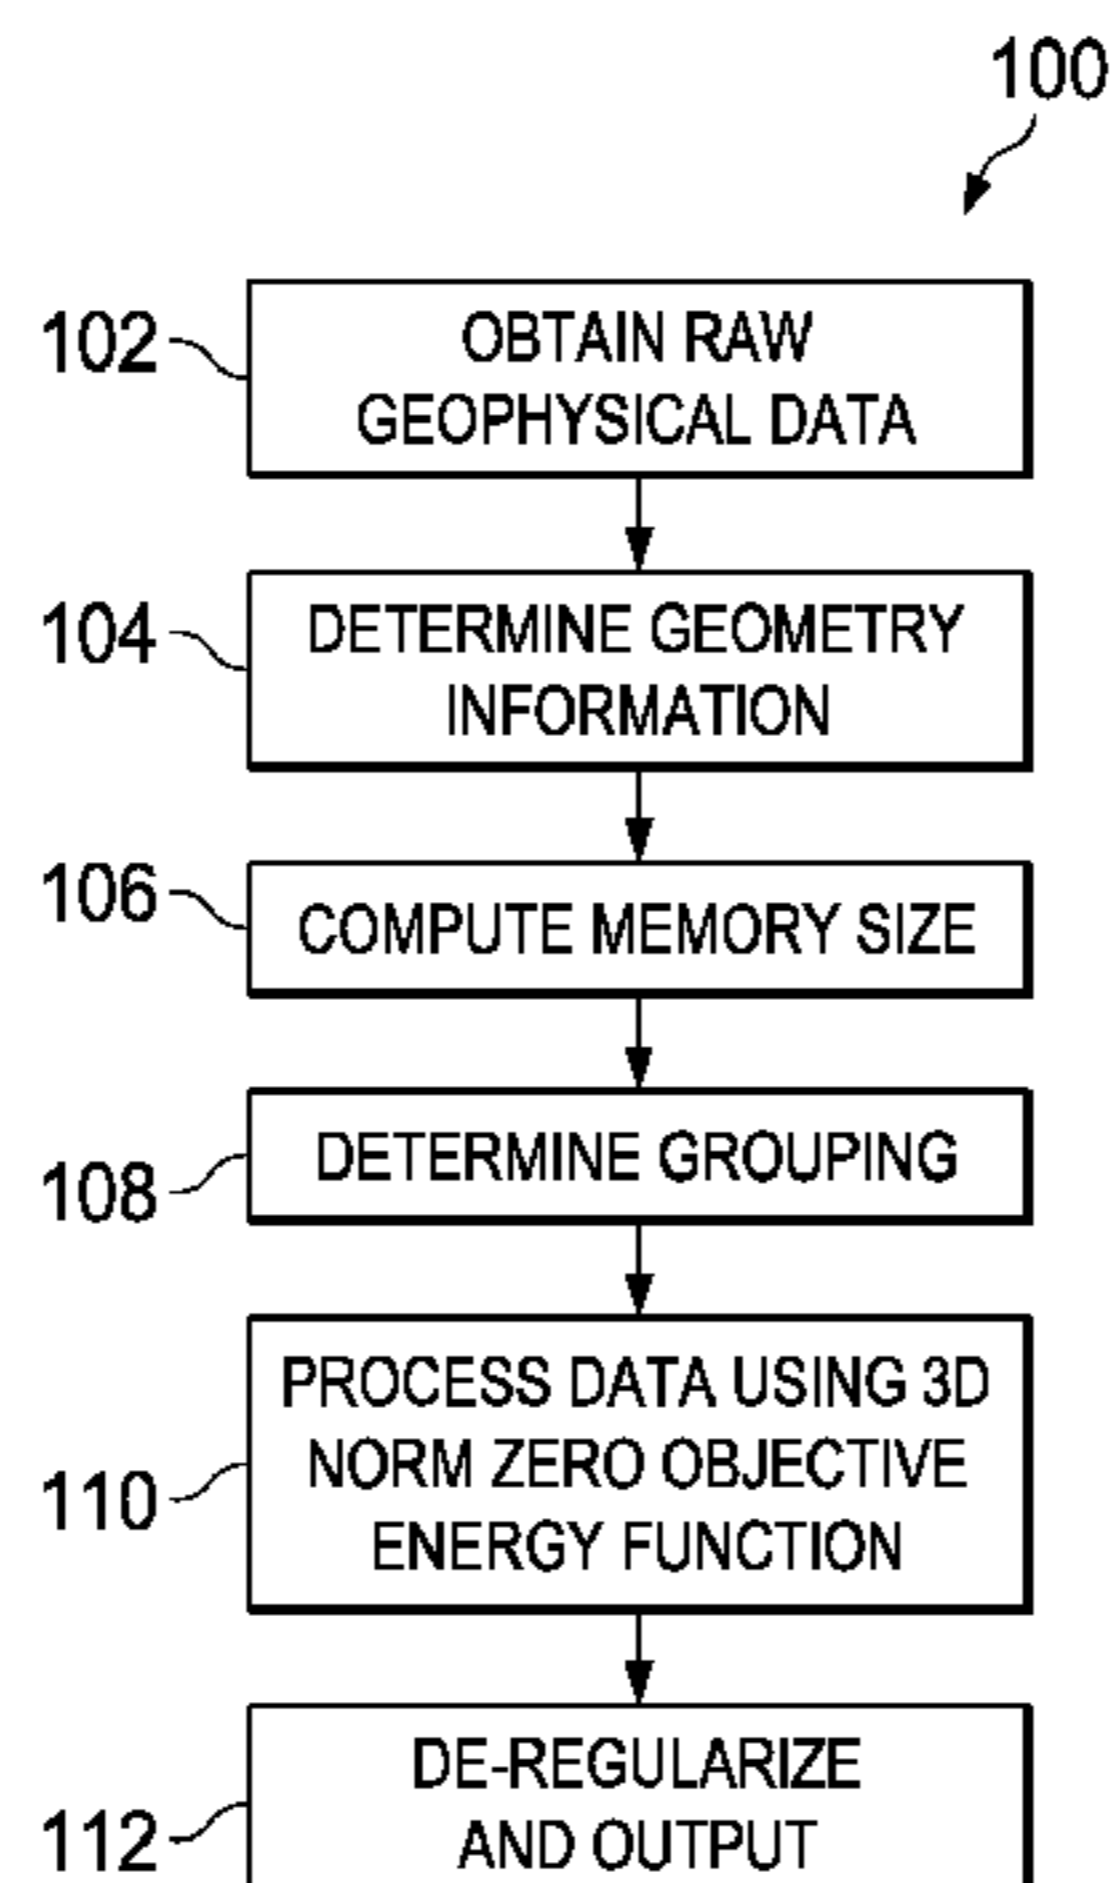 100
102
OBTAIN RAW
GEOPHYSICAL DATA
104
DETERMINE GEOMETRY
INFORMATION
106
COMPUTE MEMORY SIZE
108
DETERMINE GROUPING
110
PROCESS DATA USING 3D
NORM ZERO OBJECTIVE
ENERGY FUNCTION
112
DE-REGULARIZE
AND OUTPUT